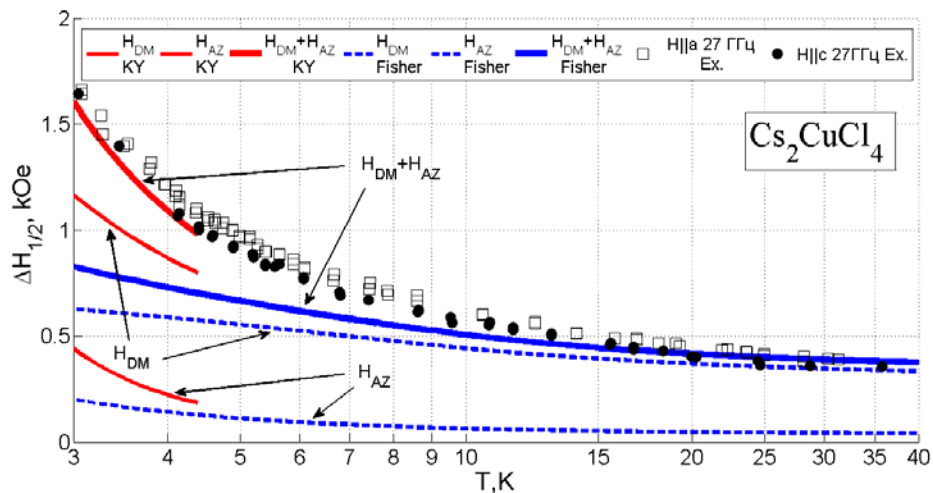 2
1.5
1
0.5
0
ΔH1/2, kOe
H_DM KY
H_AZ KY
H_DM+H_AZ KY
H_DM Fisher
H_AZ Fisher
H_DM+H_AZ Fisher
H||a 27 ГГц Ex.
H||c 27ГГц Ex.
Cs2CuCl4
H_DM+H_AZ
H_DM
H_AZ
3 4 5 6 7 8 9 10 15 20 25 30 35 40
T,K